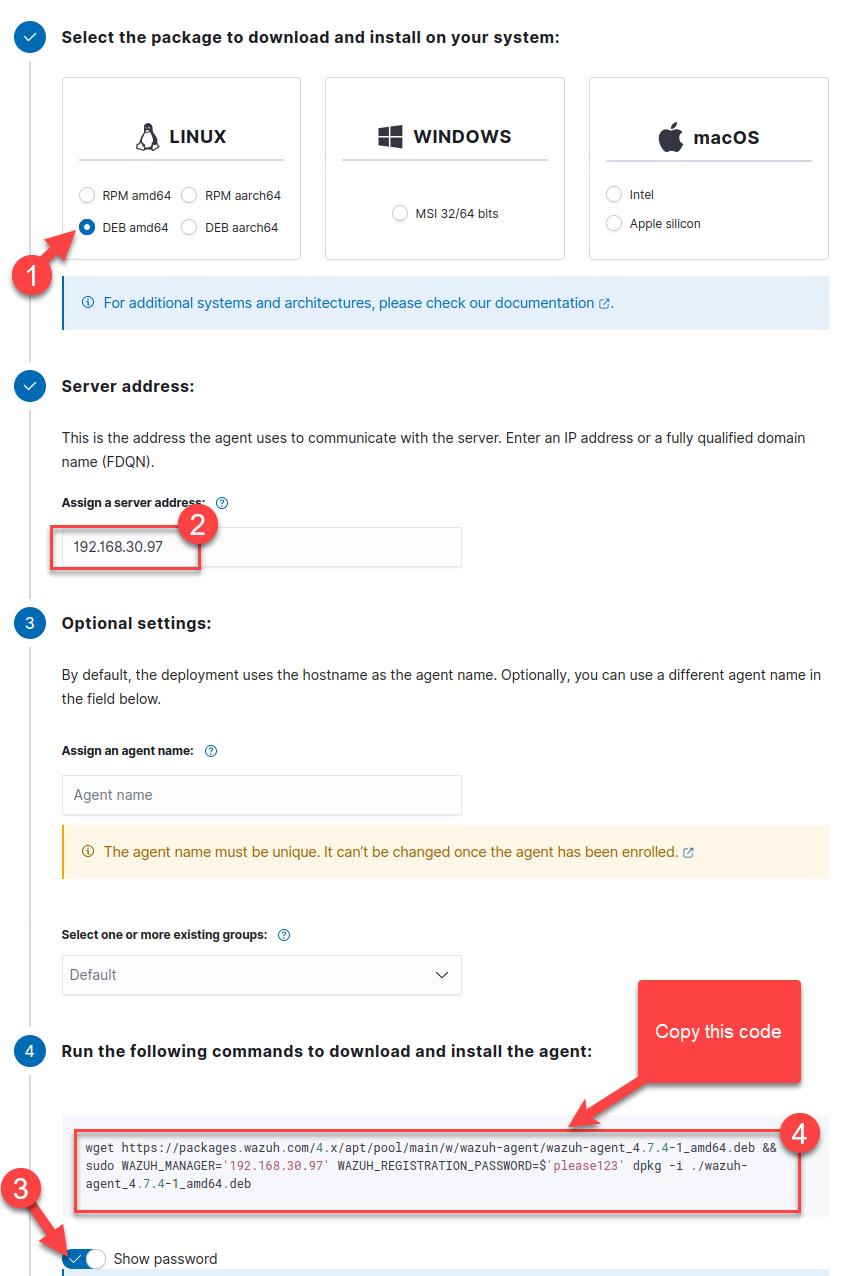 Select the package to download and install on your system:
LINUX
WINDOWS
macOS
RPM amd64
RPM aarch64
DEB amd64
DEB aarch64
MSI 32/64 bits
Intel
Apple silicon
1
For additional systems and architectures, please check our documentation.
Server address:
This is the address the agent uses to communicate with the server. Enter an IP address or a fully qualified domain
name (FDQN).
Assign a server address:
2
192.168.30.97
3
Optional settings:
By default, the deployment uses the hostname as the agent name. Optionally, you can use a different agent name in
the field below.
Assign an agent name:
Agent name
The agent name must be unique. It can't be changed once the agent has been enrolled.
Select one or more existing groups:
Default
Copy this code
4
Run the following commands to download and install the agent:
4
wget https://packages.wazuh.com/4.x/apt/pool/main/w/wazuh-agent/wazuh-agent_4.7.4-1_amd64.deb &&
sudo WAZUH_MANAGER='192.168.30.97' WAZUH_REGISTRATION_PASSWORD=$'please123' dpkg -i ./wazuh-
agent_4.7.4-1_amd64.deb
3
Show password